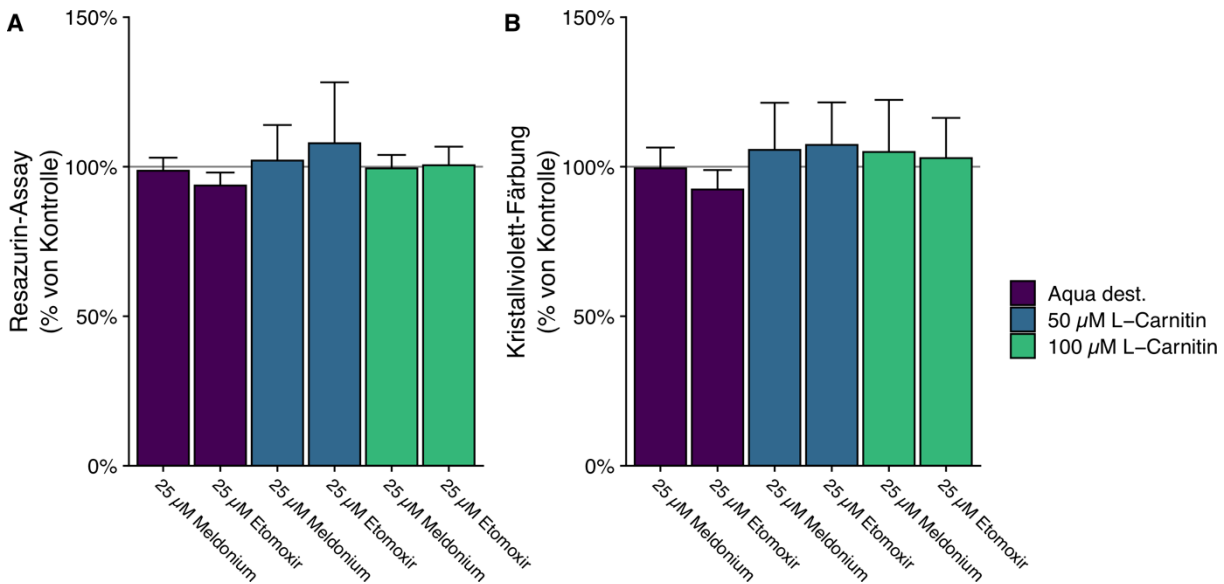 A
Resazurin-Assay
(% von Kontrolle)
150%
100%
50%
0%
25 µM Meldonium
25 µM Etomoxir
25 µM Meldonium
25 µM Etomoxir
25 µM Meldonium
25 µM Etomoxir
B
Kristallviolett-Färbung
(% von Kontrolle)
150%
100%
50%
0%
25 µM Meldonium
25 µM Etomoxir
25 µM Meldonium
25 µM Etomoxir
25 µM Meldonium
25 µM Etomoxir
Aqua dest.
50 µM L−Carnitin
100 µM L−Carnitin